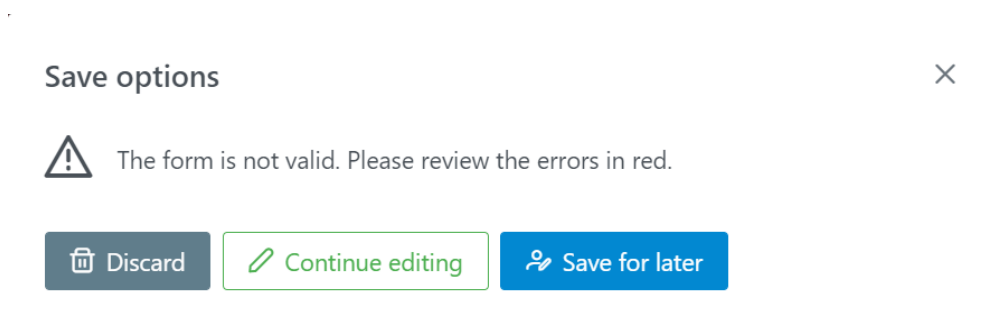 Save options
The form is not valid. Please review the errors in red.
Discard Continue editing Save for later